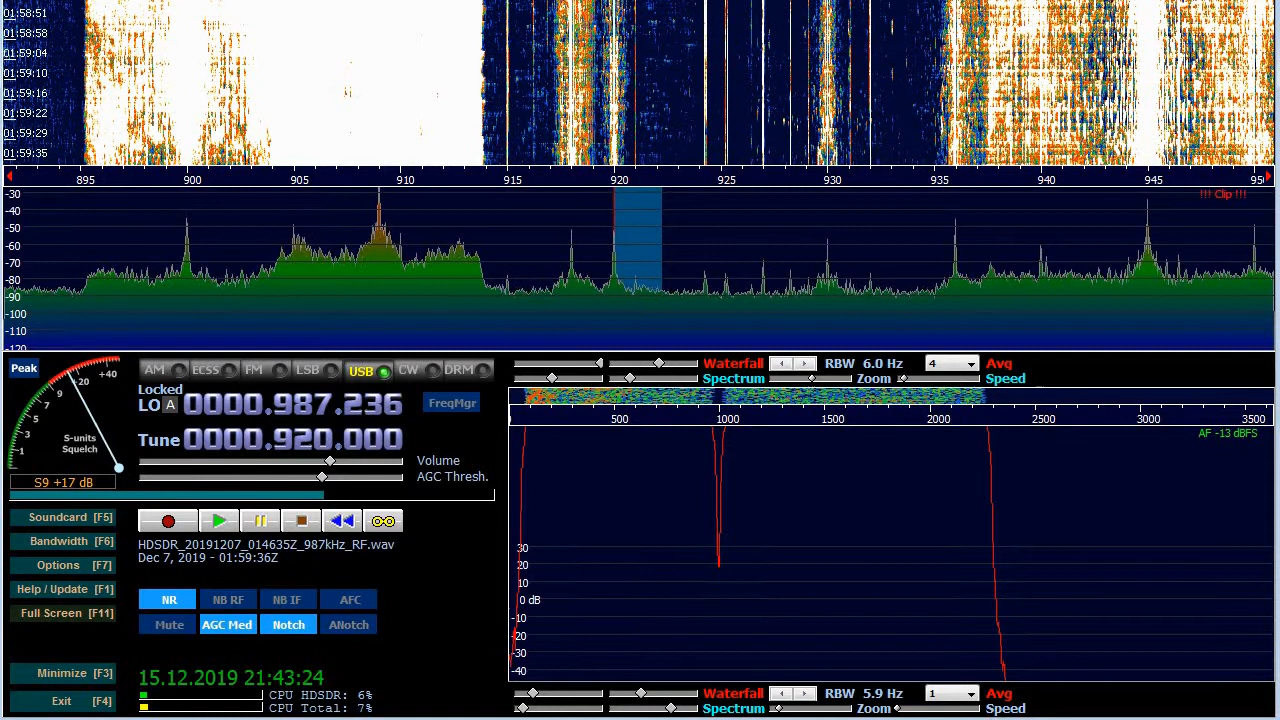 01:58:51
01:58:58
01:59:04
01:59:10
01:59:16
01:59:22
01:59:29
01:59:35
895 900 905 910 915 920 925 930 935 940 945 95
-30 !!! Clip !!!
-40
-50
-60
-70
-80
-90
-100
-110
-120
Peak
+40
+20
9
7
5
3
1
S-units
Squelch
S9 +17 dB
AM ECSS FM LSB USB CW DRM
Locked
LO A 0000.987.236 FreqMgr
Tune 0000.920.000
Volume
AGC Thresh.
Waterfall RBW 6.0 Hz 4 Avg
Spectrum Zoom Speed
500 1000 1500 2000 2500 3000 3500
AF -13 dBFS
30
20
10
0 dB
-10
-20
-30
-40
Soundcard [F5]
Bandwidth [F6]
Options [F7]
Help / Update [F1]
Full Screen [F11]
Minimize [F3]
Exit [F4]
HDSDR_20191207_014635Z_987kHz_RF.wav
Dec 7, 2019 - 01:59:36Z
NR NB RF NB IF AFC
Mute AGC Med Notch ANotch
15.12.2019 21:43:24
CPU HDSDR: 6%
CPU Total: 7%
Waterfall RBW 5.9 Hz 1 Avg
Spectrum Zoom Speed